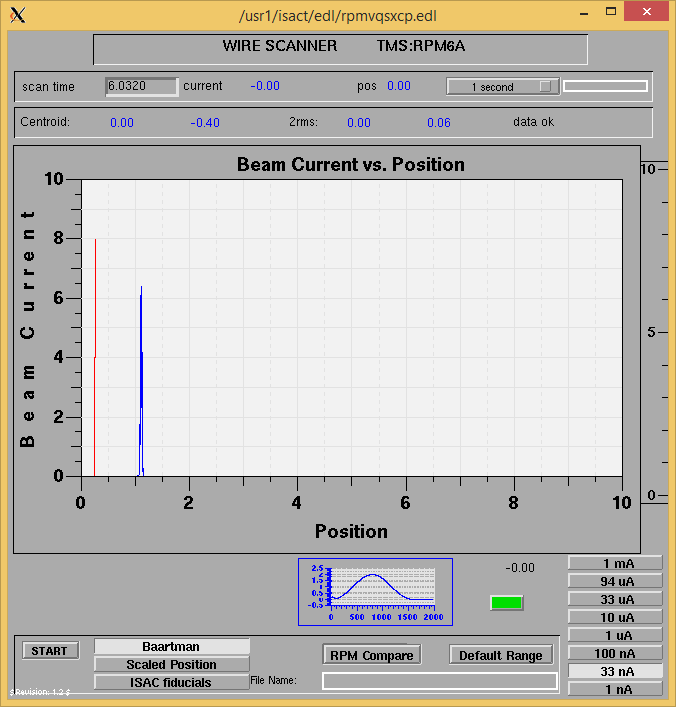 /usr1/isact/edl/rpmvqsxcp.edl
WIRE SCANNER TMS:RPM6A
scan time 6.0320 current -0.00 pos 0.00 1 second
Centroid: 0.00 -0.40 2rms: 0.00 0.06 data ok
Beam Current vs. Position
10 10
8
6
5
4
2
0 0
Beam Current
0 2 4 6 8 10
Position
2.5
2
1.5
1
0.5
0
-0.5
0 500 1000 1500 2000
-0.00
1 mA
94 uA
33 uA
10 uA
1 uA
100 nA
33 nA
1 nA
START
Baartman
Scaled Position
ISAC fiducials
RPM Compare Default Range
File Name:
$Revision: 1.2 $